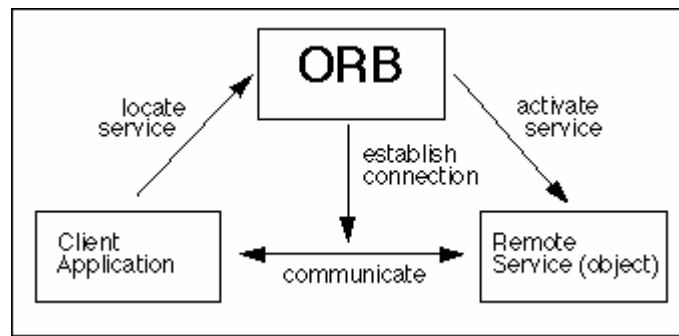 ORB
locate
service
activate
service
establish
connection
Client
Application
communicate
Remote
Service (object)